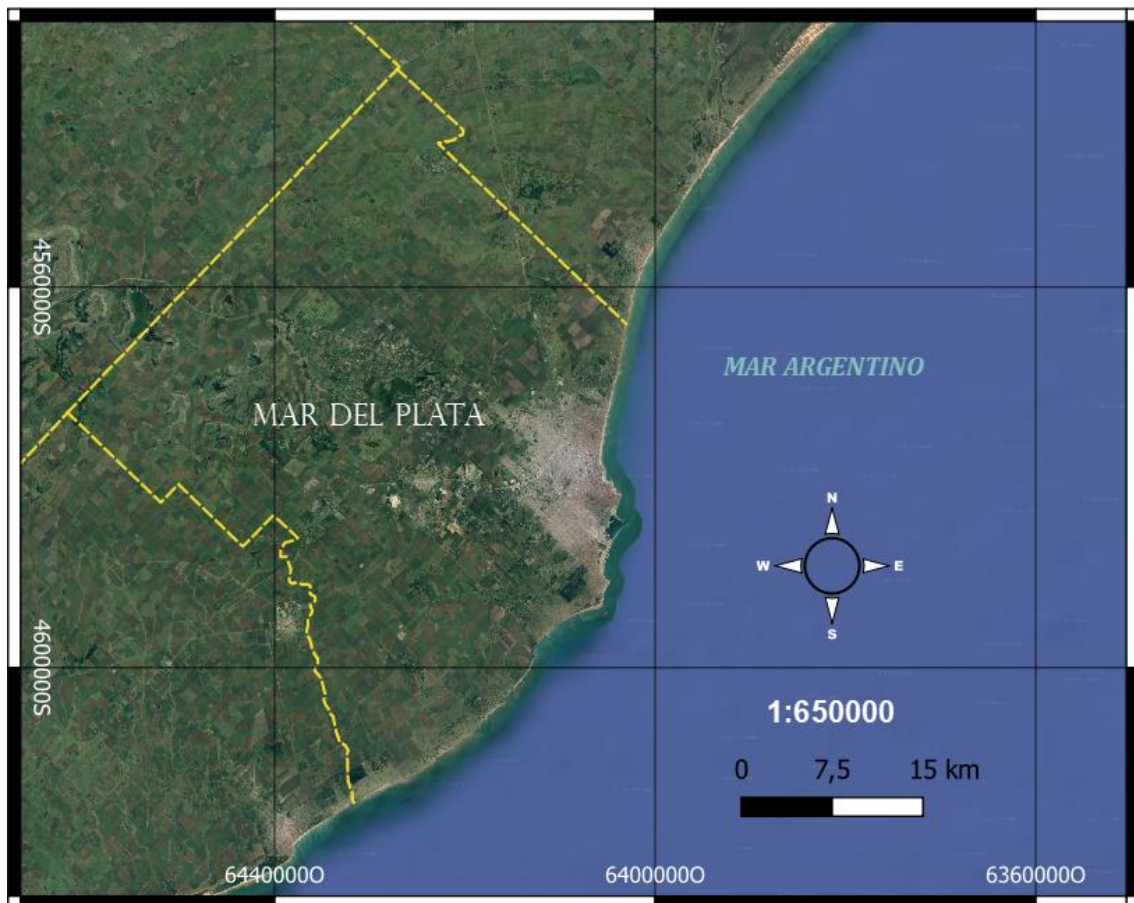 4560000S
MAR ARGENTINO
MAR DEL PLATA
N
W
E
S
4600000S
1:650000
0 7,5 15 km
6440000O
6400000O
6360000O